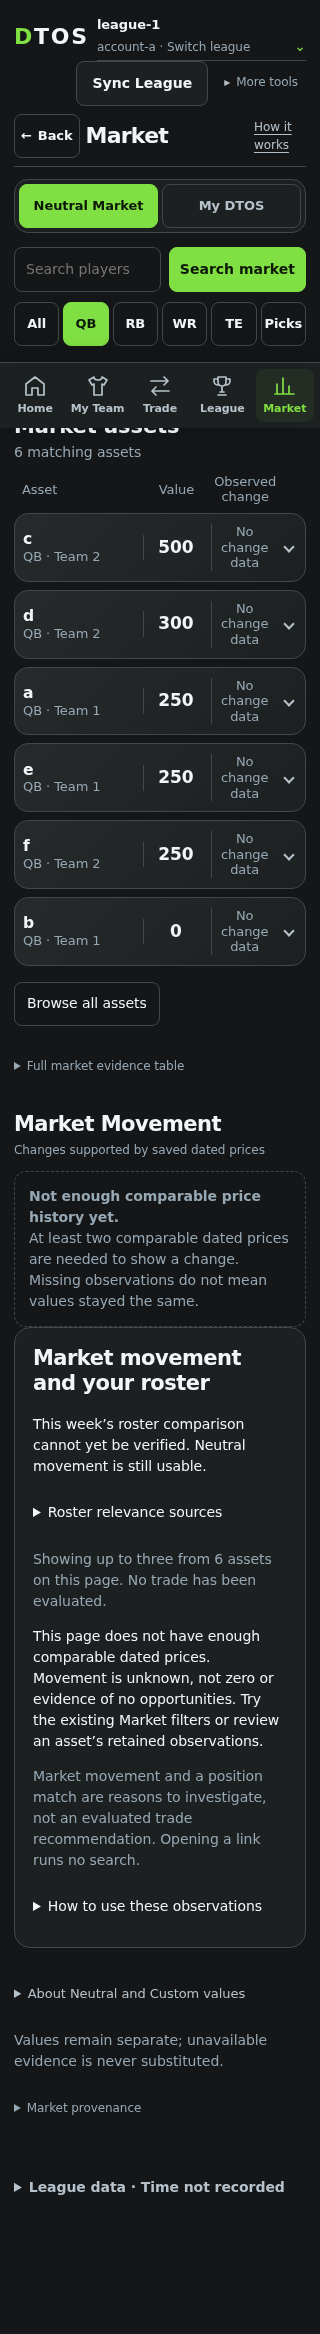 DTOS
league-1
account-a · Switch league
Sync League
▸ More tools
← Back
Market
How it
works
Neutral Market
My DTOS
Search players
Search market
All
QB
RB
WR
TE
Picks
Home
My Team
Trade
League
Market
Market assets
6 matching assets
Asset
Value
Observed
change
c
QB · Team 2
500
No
change
data
d
QB · Team 2
300
No
change
data
a
QB · Team 1
250
No
change
data
e
QB · Team 1
250
No
change
data
f
QB · Team 2
250
No
change
data
b
QB · Team 1
0
No
change
data
Browse all assets
▸ Full market evidence table
Market Movement
Changes supported by saved dated prices
Not enough comparable price
history yet.
At least two comparable dated prices
are needed to show a change.
Missing observations do not mean
values stayed the same.
Market movement
and your roster
This week’s roster comparison
cannot yet be verified. Neutral
movement is still usable.
▸ Roster relevance sources
Showing up to three from 6 assets
on this page. No trade has been
evaluated.
This page does not have enough
comparable dated prices.
Movement is unknown, not zero or
evidence of no opportunities. Try
the existing Market filters or review
an asset’s retained observations.
Market movement and a position
match are reasons to investigate,
not an evaluated trade
recommendation. Opening a link
runs no search.
▸ How to use these observations
▸ About Neutral and Custom values
Values remain separate; unavailable
evidence is never substituted.
▸ Market provenance
▸ League data · Time not recorded